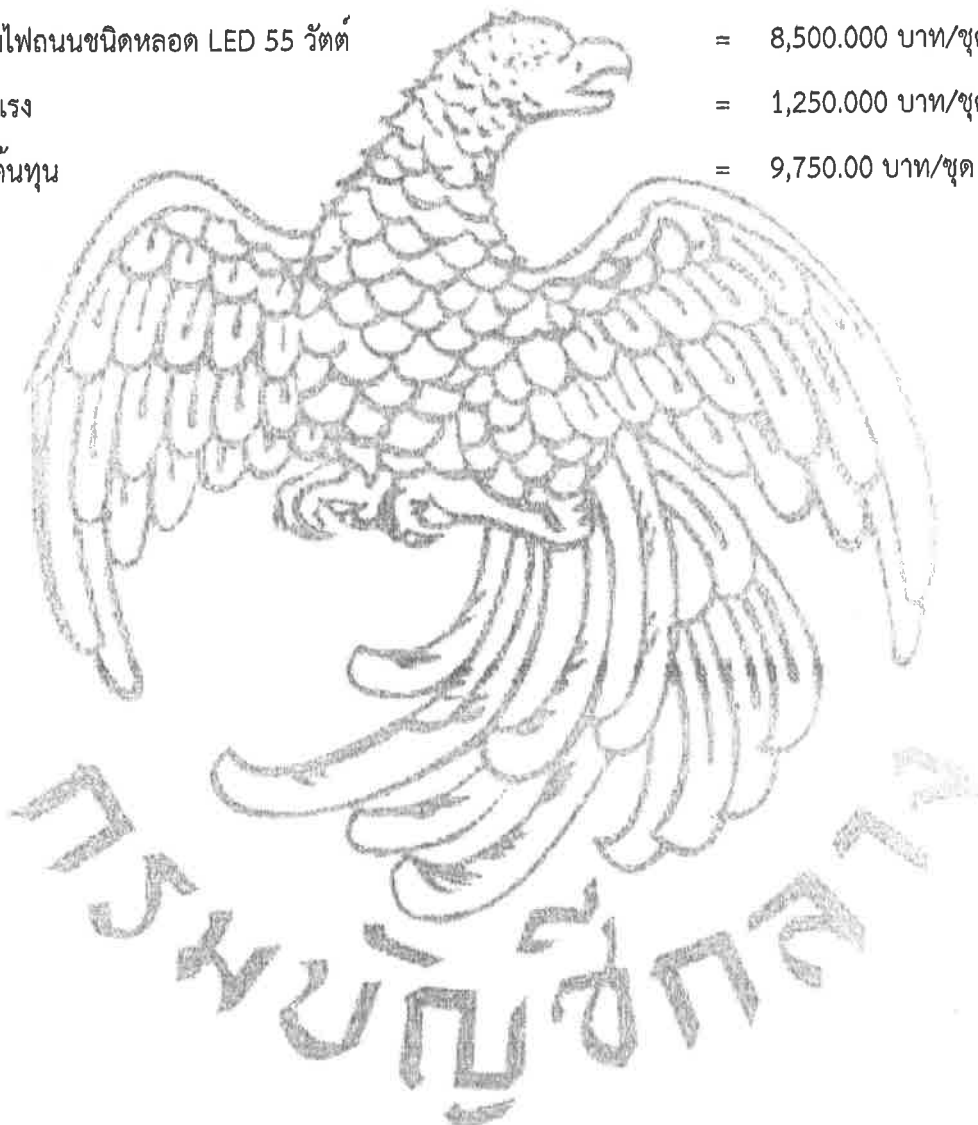 ไฟถนนชนิดหลอด LED 55 วัตต์ = 8,500.000 บาท/ชุด
แรง = 1,250.000 บาท/ชุด
ต้นทุน = 9,750.00 บาท/ชุด
กรมบัญชีกลาง